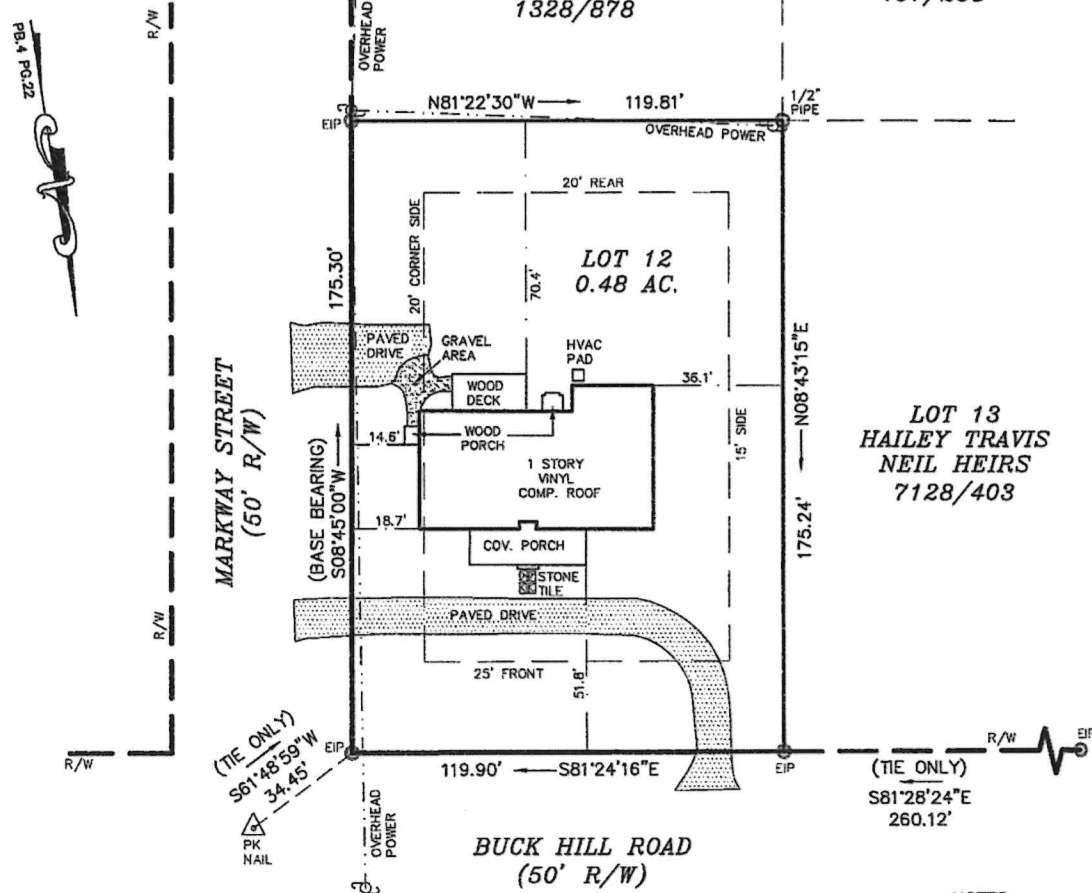 1328/878
R/W
PB.4 PG.22
OVERHEAD
POWER
N81°22'30"W
119.81'
1/2"
PIPE
EIP
OVERHEAD POWER
20' REAR
20' CORNER SIDE
LOT 12
0.48 AC.
175.30'
70.4'
PAVED
DRIVE
GRAVEL
AREA
HVAC
PAD
WOOD
DECK
36.1'
N08°43'15"E
MARKWAY STREET
(50' R/W)
(BASE BEARING)
S08°45'00"W
14.6'
WOOD
PORCH
15' SIDE
LOT 13
HAILEY TRAVIS
NEIL HEIRS
7128/403
1 STORY
VINYL
COMP. ROOF
18.7'
175.24'
COV. PORCH
STONE
TILE
R/W
PAVED DRIVE
25' FRONT
51.8'
R/W
EIP
EIP
R/W
EIP
(TIE ONLY)
S61°48'59"W
34.45'
119.90'
S81°24'16"E
(TIE ONLY)
S81°28'24"E
260.12'
PK
NAIL
OVERHEAD
POWER
BUCK HILL ROAD
(50' R/W)